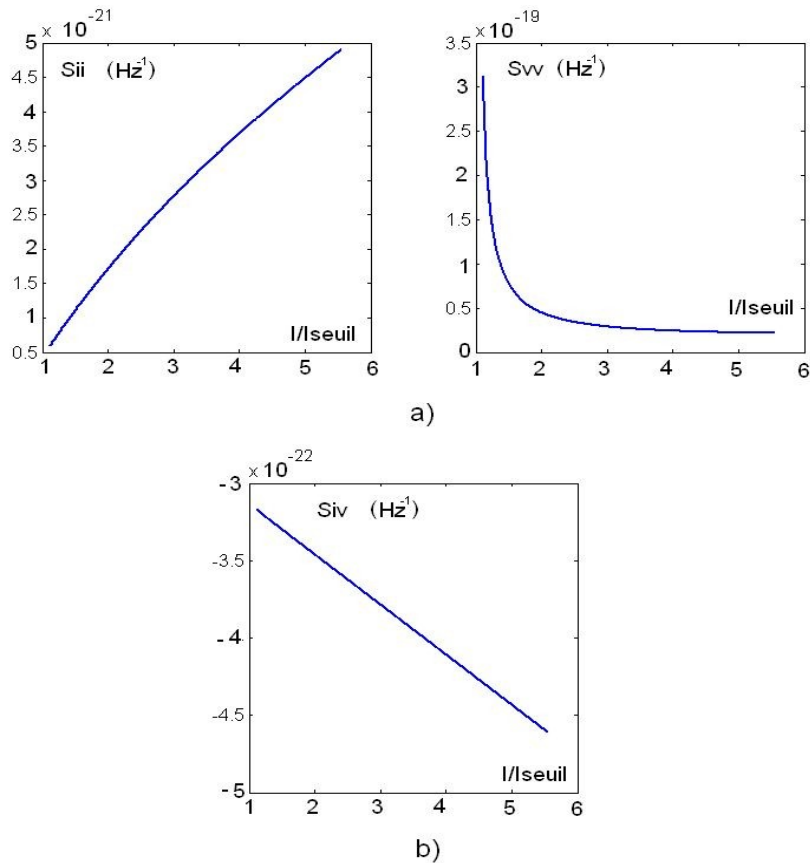 × 10⁻²¹
Sii (Hz⁻¹)
5
4.5
4
3.5
3
2.5
2
1.5
1
0.5
I/Iseuil
1 2 3 4 5 6
× 10⁻¹⁹
Svv (Hz⁻¹)
3.5
3
3.5
3
1.5
1
0.5
0
I/Iseuil
1 2 3 4 5 6
a)
× 10⁻²²
Siv (Hz⁻¹)
-3
-3.5
-4
-4.5
-5
I/Iseuil
1 2 3 4 5 6
b)